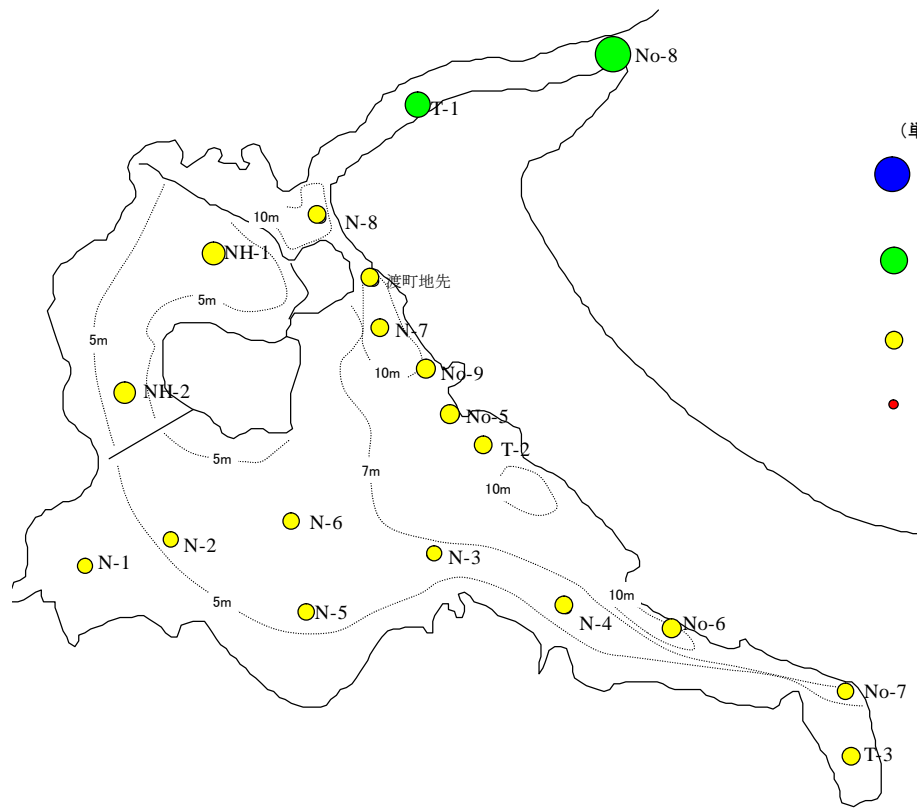 No-8
T-1
（単
N-8
10m
NH-1
渡町地先
5m
N-7
5m
10m
No-9
NH-2
No-5
T-2
5m
7m
10m
N-6
N-2
N-3
N-1
10m
5m
N-5
N-4
No-6
No-7
T-3